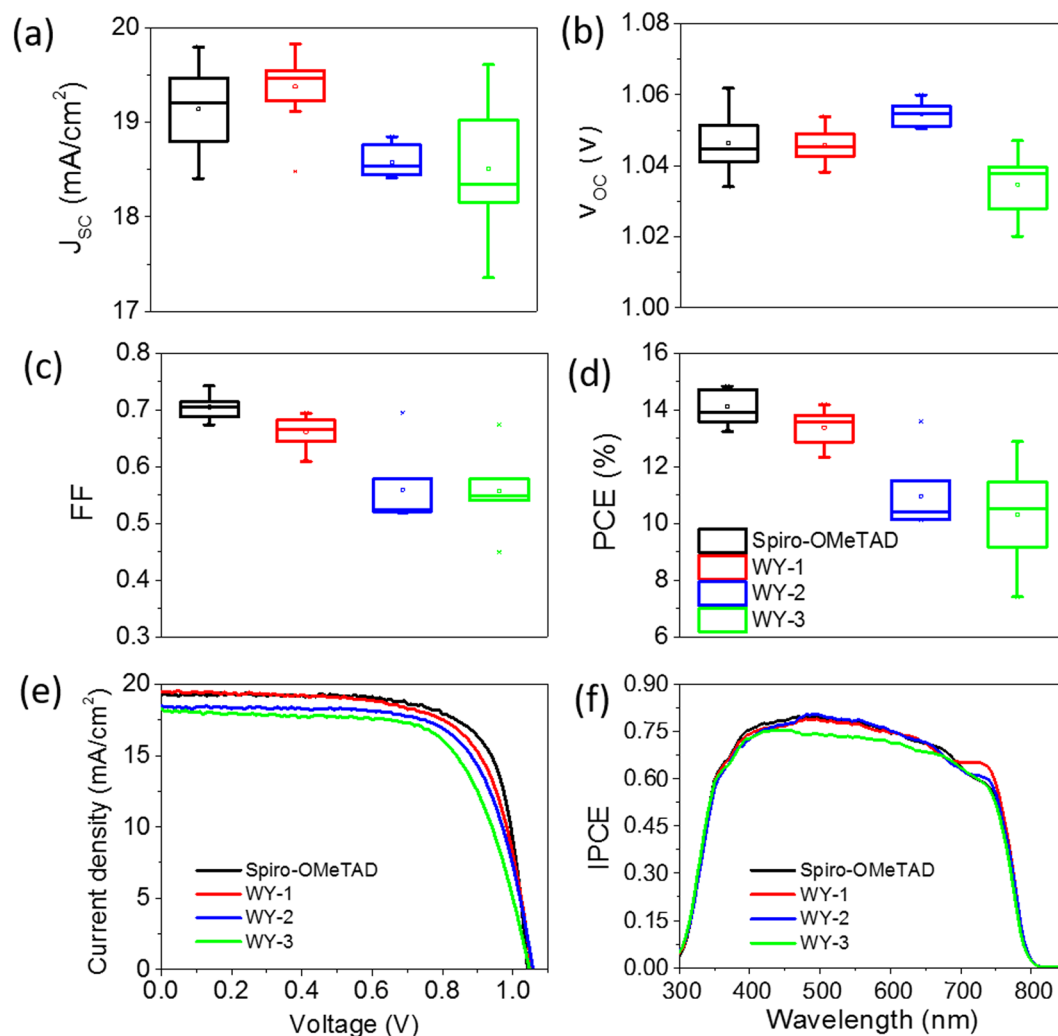 (a)
20
19
18
17
J_SC (mA/cm²)
(b)
1.08
1.06
1.04
1.02
1.00
V_OC (V)
(c)
0.8
0.7
0.6
0.5
0.4
0.3
FF
(d)
16
14
12
10
8
6
PCE (%)
Spiro-OMeTAD
WY-1
WY-2
WY-3
(e)
20
15
10
5
0
Current density (mA/cm²)
Spiro-OMeTAD
WY-1
WY-2
WY-3
0.0 0.2 0.4 0.6 0.8 1.0
Voltage (V)
(f)
0.90
0.75
0.60
0.45
0.30
0.15
0.00
IPCE
Spiro-OMeTAD
WY-1
WY-2
WY-3
300 400 500 600 700 800
Wavelength (nm)